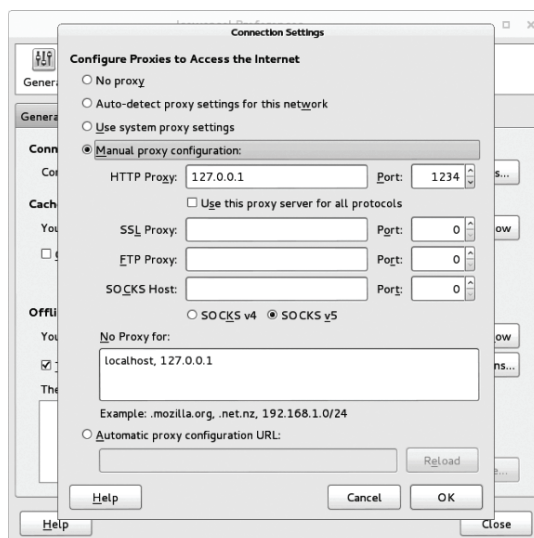 Connection Settings
Configure Proxies to Access the Internet
Genera
No proxy
Auto-detect proxy settings for this network
Genera
Use system proxy settings
Manual proxy configuration:
Conn
HTTP Proxy: 127.0.0.1 Port: 1234
Cor
s...
Use this proxy server for all protocols
Cach
You
SSL Proxy: Port: 0
ow
FTP Proxy: Port: 0
SOCKS Host: Port: 0
SOCKS v4 SOCKS v5
Offli
You
No Proxy for:
ow
localhost, 127.0.0.1
ns...
The
Example: .mozilla.org, .net.nz, 192.168.1.0/24
Automatic proxy configuration URL:
Reload
Help Cancel OK
Help Close